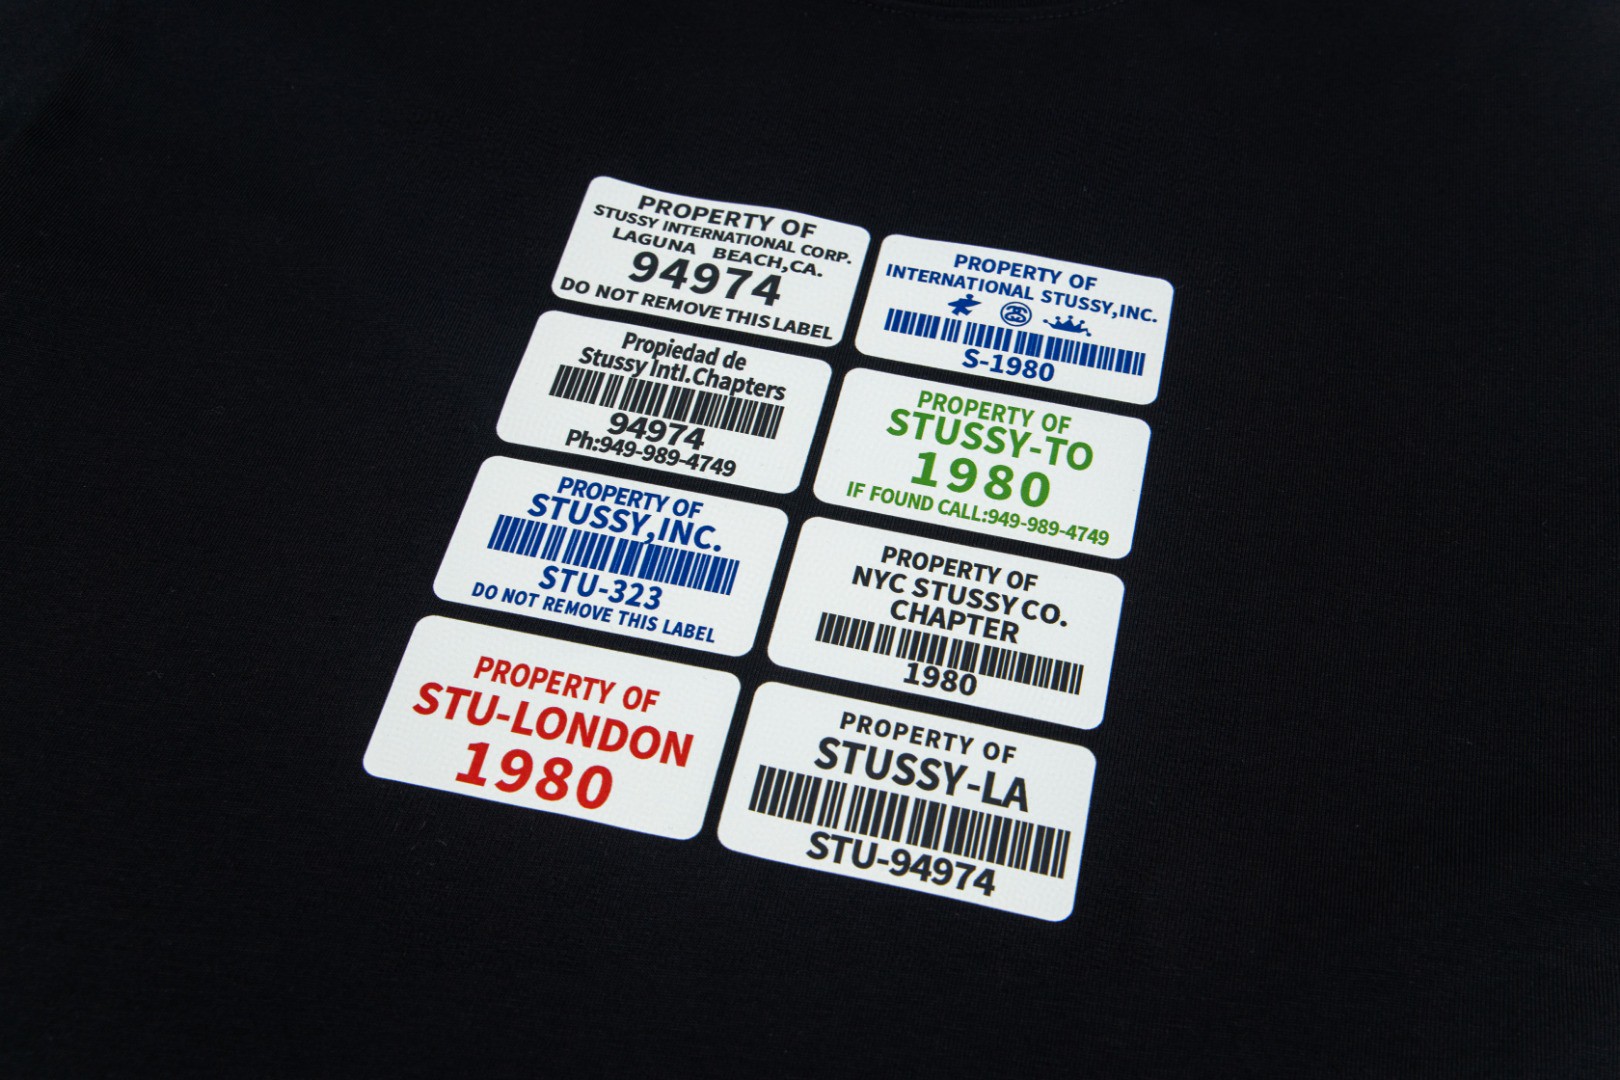 PROPERTY OF
STUSSY INTERNATIONAL CORP.
LAGUNA BEACH,CA.
94974
DO NOT REMOVE THIS LABEL
PROPERTY OF
INTERNATIONAL STUSSY,INC.
S-1980
Propiedad de
Stussy Intl.Chapters
94974
Ph:949-989-4749
PROPERTY OF
STUSSY-TO
1980
IF FOUND CALL:949-989-4749
PROPERTY OF
STUSSY,INC.
STU-323
DO NOT REMOVE THIS LABEL
PROPERTY OF
NYC STUSSY CO.
CHAPTER
1980
PROPERTY OF
STU-LONDON
1980
PROPERTY OF
STUSSY-LA
STU-94974